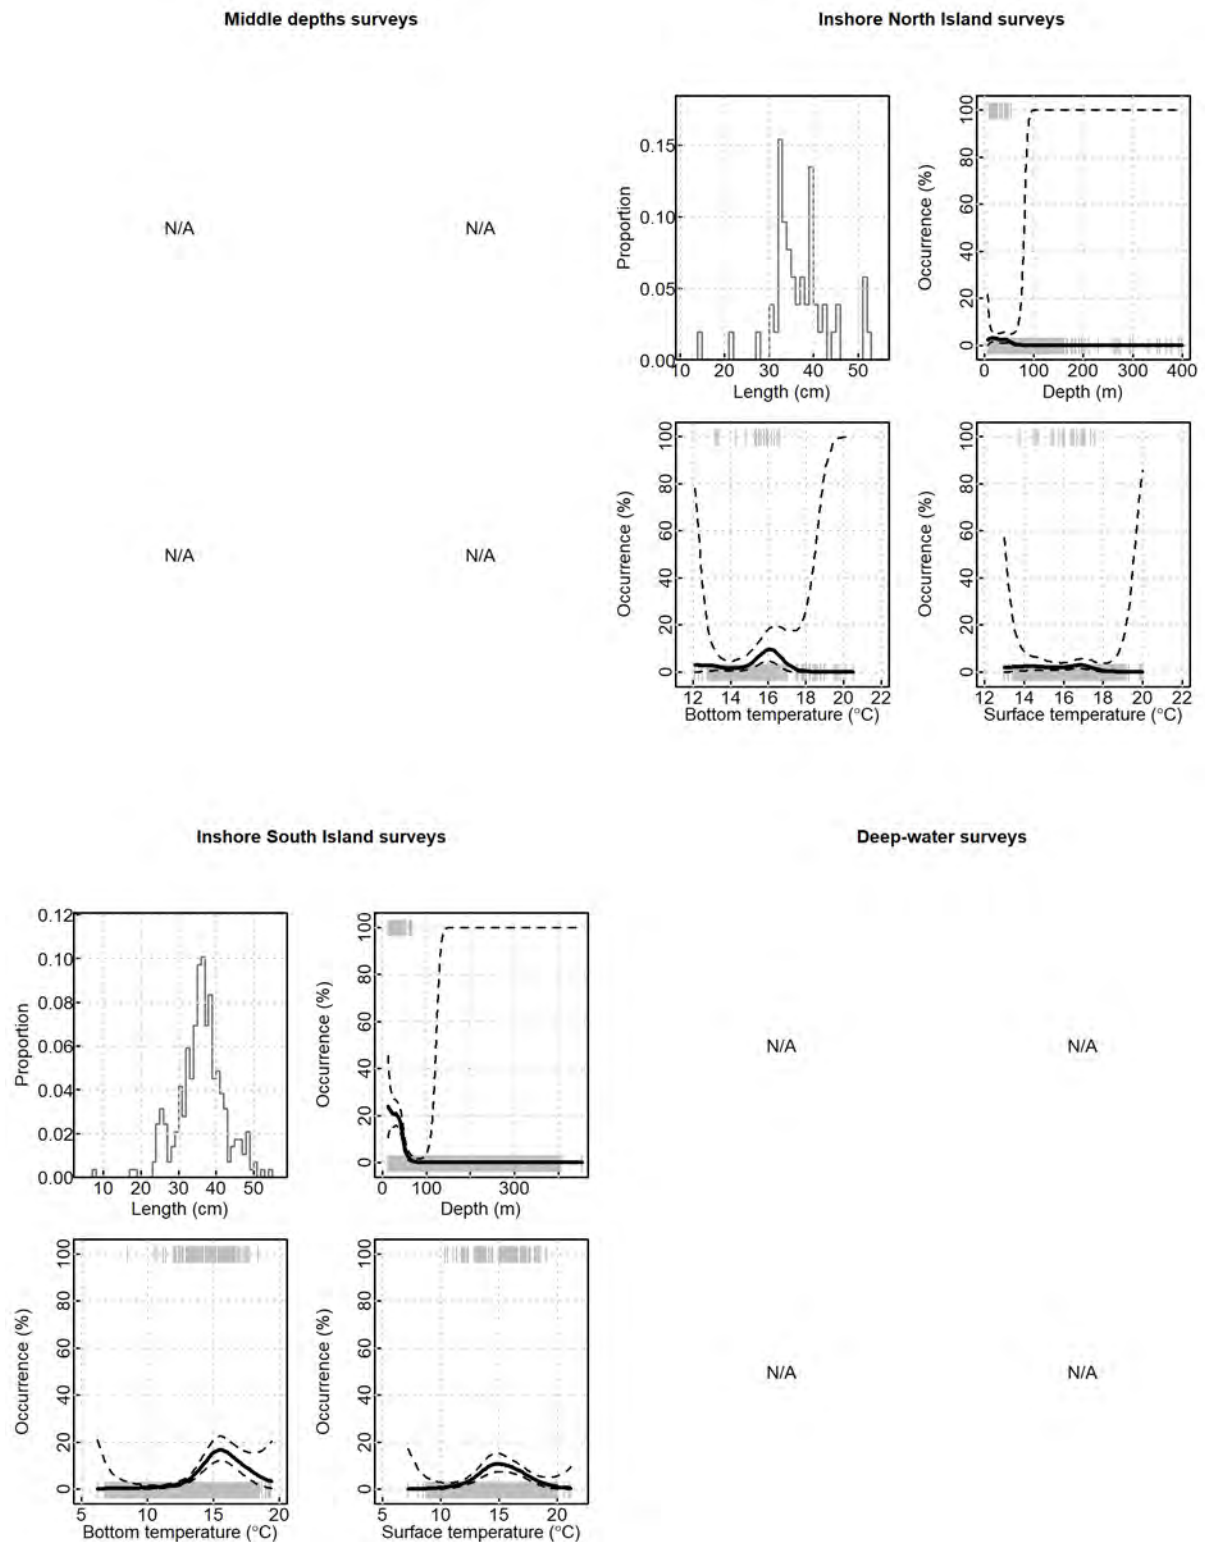 Middle depths surveys
Inshore North Island surveys
N/A
N/A
N/A
N/A
Proportion
0.00 0.05 0.10 0.15
10 20 30 40 50
Length (cm)
Occurrence (%)
0 20 40 60 80 100
0 100 200 300 400
Depth (m)
Occurrence (%)
0 20 40 60 80 100
12 14 16 18 20 22
Bottom temperature (°C)
Occurrence (%)
0 20 40 60 80 100
12 14 16 18 20 22
Surface temperature (°C)
Inshore South Island surveys
Deep-water surveys
Proportion
0.00 0.02 0.04 0.06 0.08 0.10 0.12
10 20 30 40 50
Length (cm)
Occurrence (%)
0 20 40 60 80 100
0 100 300
Depth (m)
Occurrence (%)
0 20 40 60 80 100
5 10 15 20
Bottom temperature (°C)
Occurrence (%)
0 20 40 60 80 100
5 10 15 20
Surface temperature (°C)
N/A
N/A
N/A
N/A